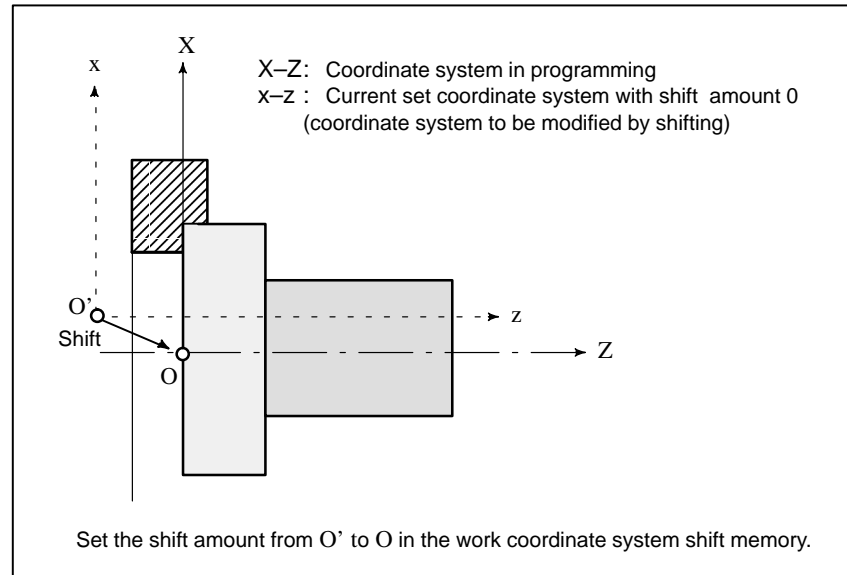 X
x
X–Z: Coordinate system in programming
x–z : Current set coordinate system with shift amount 0
(coordinate system to be modified by shifting)
O’
z
Shift
Z
O
Set the shift amount from O’ to O in the work coordinate system shift memory.